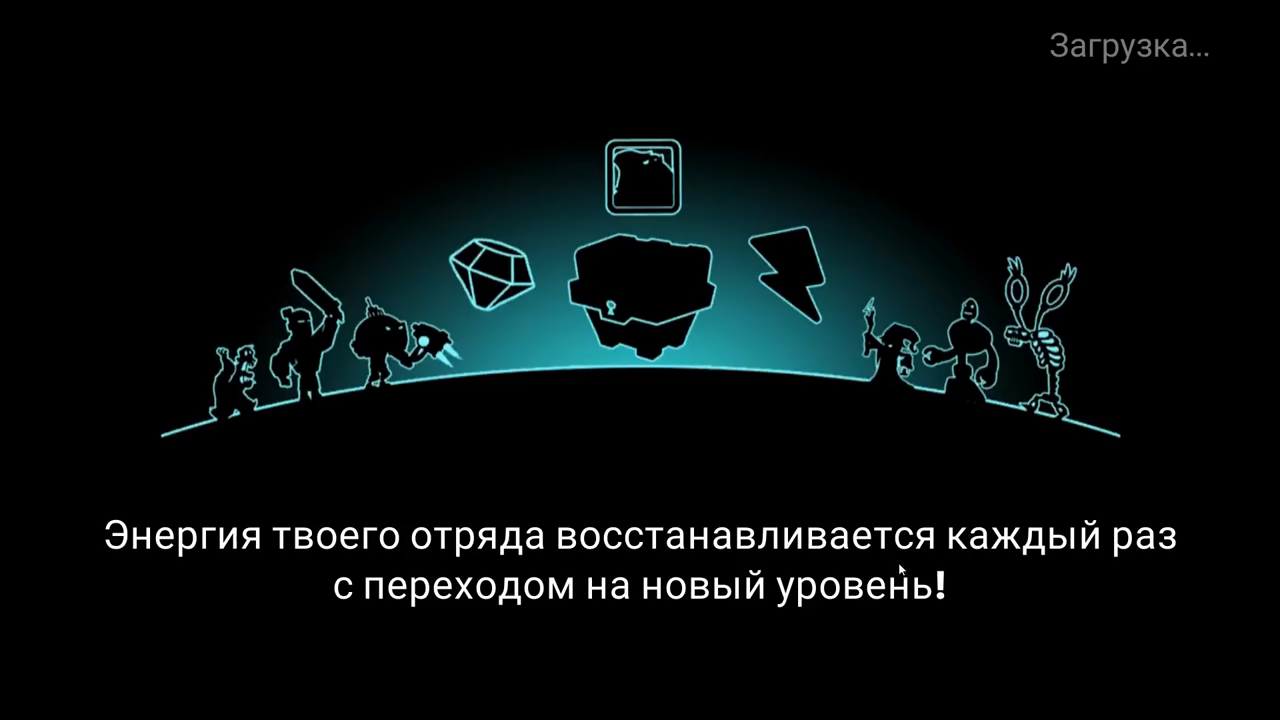 Загрузка...
Энергия твоего отряда восстанавливается каждый раз
с переходом на новый уровень!